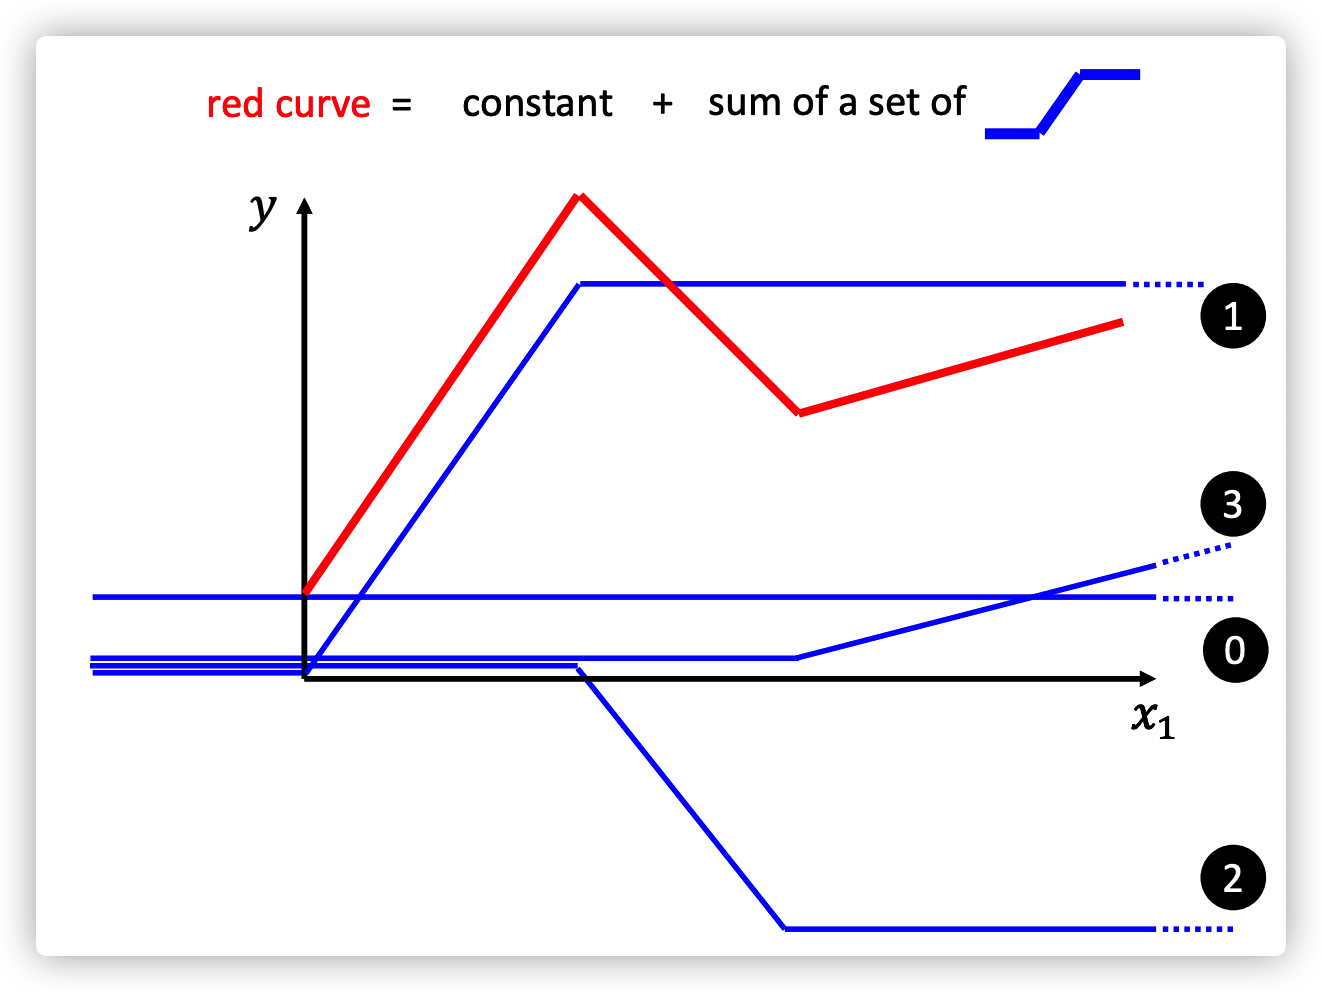 red curve = constant + sum of a set of
y
1
3
0
x₁
2